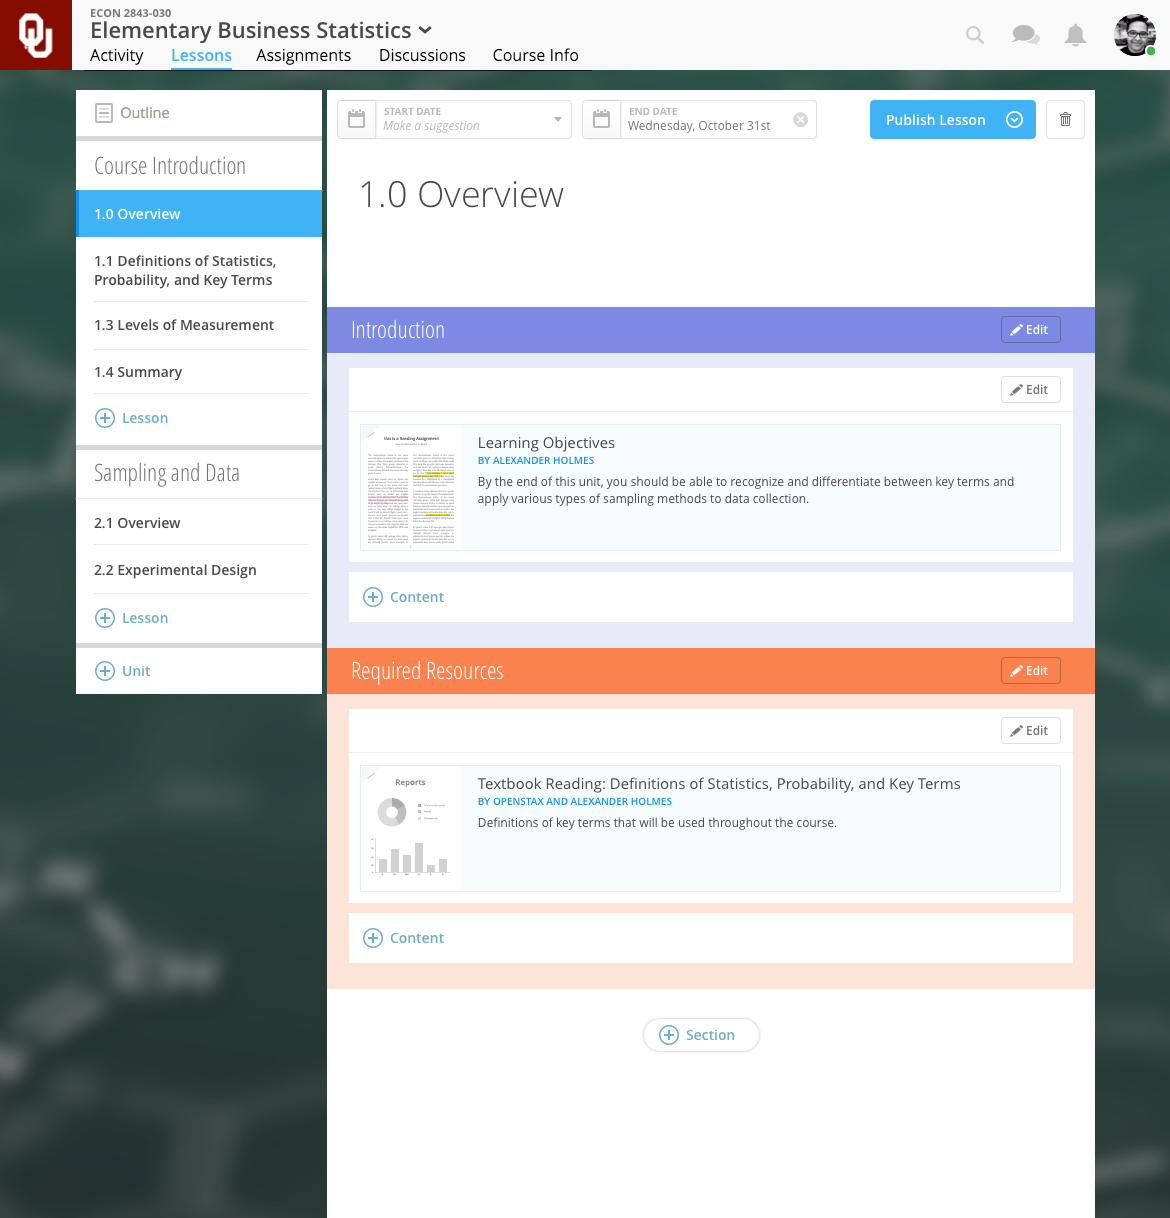 ECON 2843-030
Elementary Business Statistics
Activity Lessons Assignments Discussions Course Info
Outline
Course Introduction
1.0 Overview
1.1 Definitions of Statistics,
Probability, and Key Terms
1.3 Levels of Measurement
1.4 Summary
Lesson
Sampling and Data
2.1 Overview
2.2 Experimental Design
Lesson
Unit
START DATE
Make a suggestion
END DATE
Wednesday, October 31st
Publish Lesson
1.0 Overview
Introduction
Edit
Edit
This is a Reading Assignment
Learning Objectives
BY ALEXANDER HOLMES
By the end of this unit, you should be able to recognize and differentiate between key terms and
apply various types of sampling methods to data collection.
Content
Required Resources
Edit
Edit
Reports
Textbook Reading: Definitions of Statistics, Probability, and Key Terms
BY OPENSTAX AND ALEXANDER HOLMES
Definitions of key terms that will be used throughout the course.
Content
Section